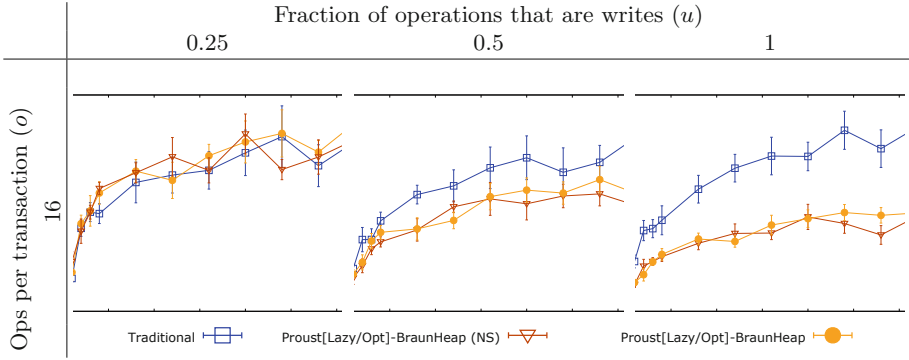 Fraction of operations that are writes (u)
0.25 0.5 1
Ops per transaction (o)
16
Traditional Proust[Lazy/Opt]-BraunHeap (NS) Proust[Lazy/Opt]-BraunHeap